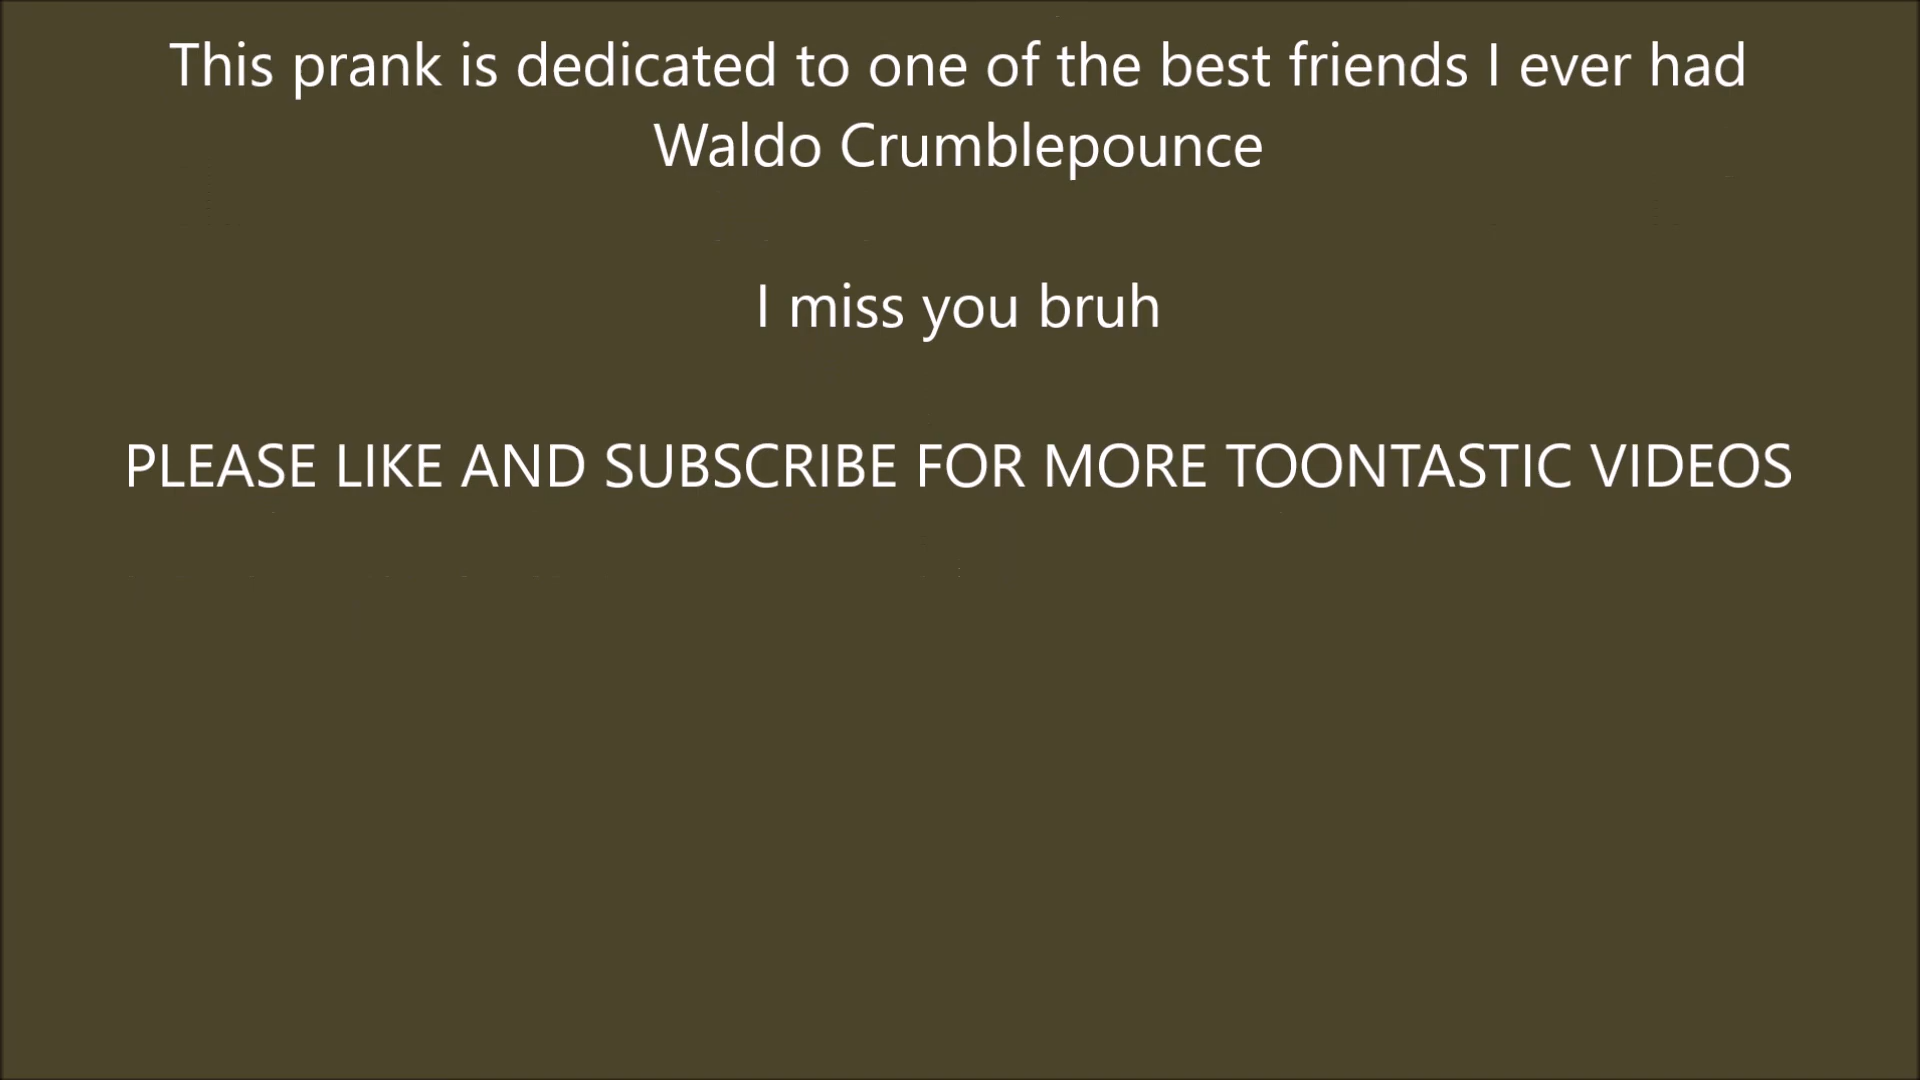 This prank is dedicated to one of the best friends I ever had
Waldo Crumblepounce
I miss you bruh
PLEASE LIKE AND SUBSCRIBE FOR MORE TOONTASTIC VIDEOS